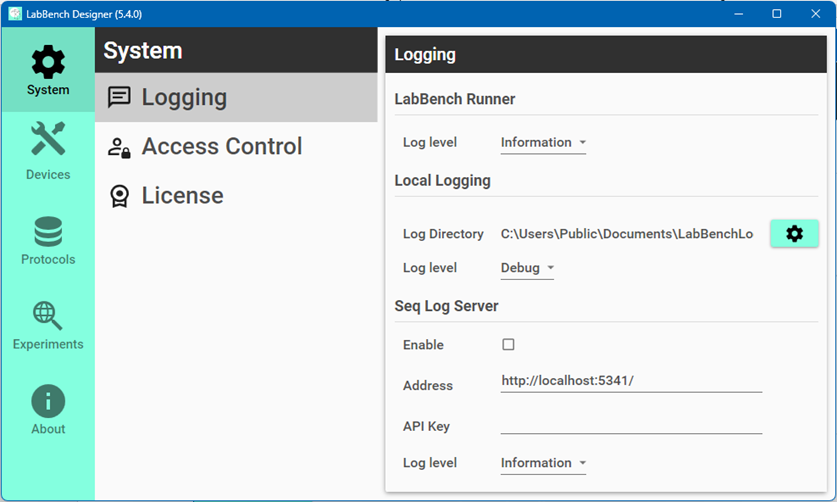 LabBench Designer (5.4.0)
System
Devices
Protocols
Experiments
About
System
Logging
Access Control
License
Logging
LabBench Runner
Log level Information
Local Logging
Log Directory C:\Users\Public\Documents\LabBenchLo
Log level Debug
Seq Log Server
Enable
Address http://localhost:5341/
API Key
Log level Information